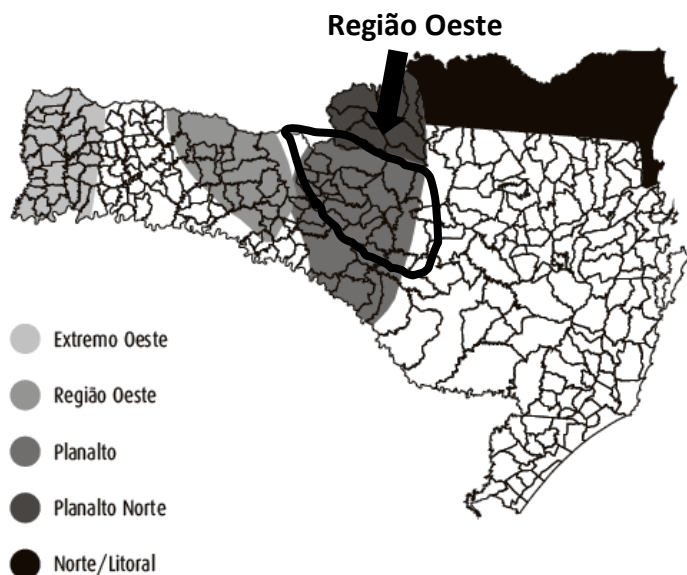 Região Oeste
Extremo Oeste
Região Oeste
Planalto
Planalto Norte
Norte/Litoral